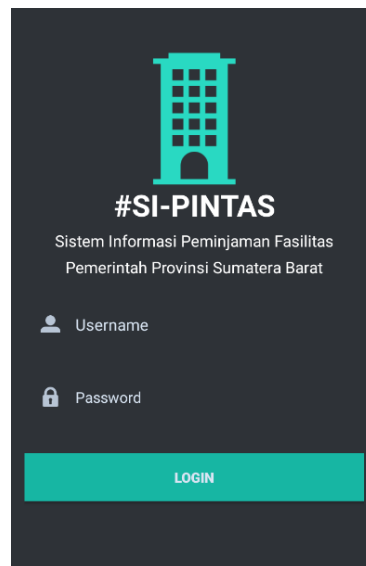 #SI-PINTAS
Sistem Informasi Peminjaman Fasilitas
Pemerintah Provinsi Sumatera Barat
Username
Password
LOGIN